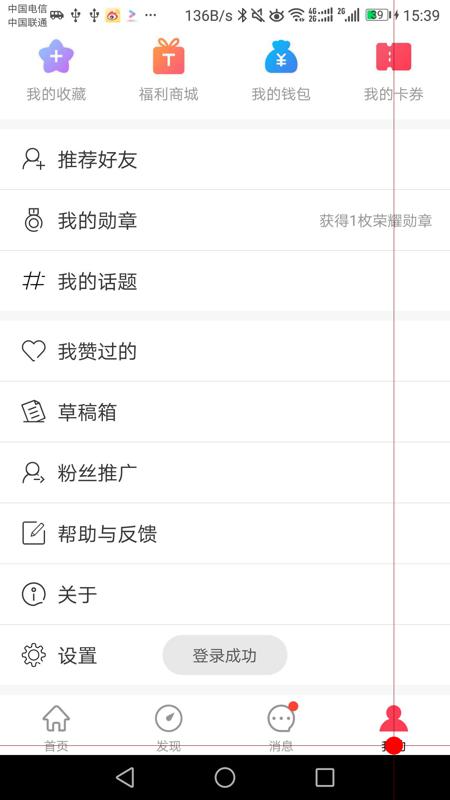 中国电信
中国联通
136B/s
4G
2G
2G
39
15:39
我的收藏
福利商城
我的钱包
我的卡券
推荐好友
我的勋章
获得1枚荣耀勋章
我的话题
我赞过的
草稿箱
粉丝推广
帮助与反馈
关于
设置
登录成功
首页
发现
消息